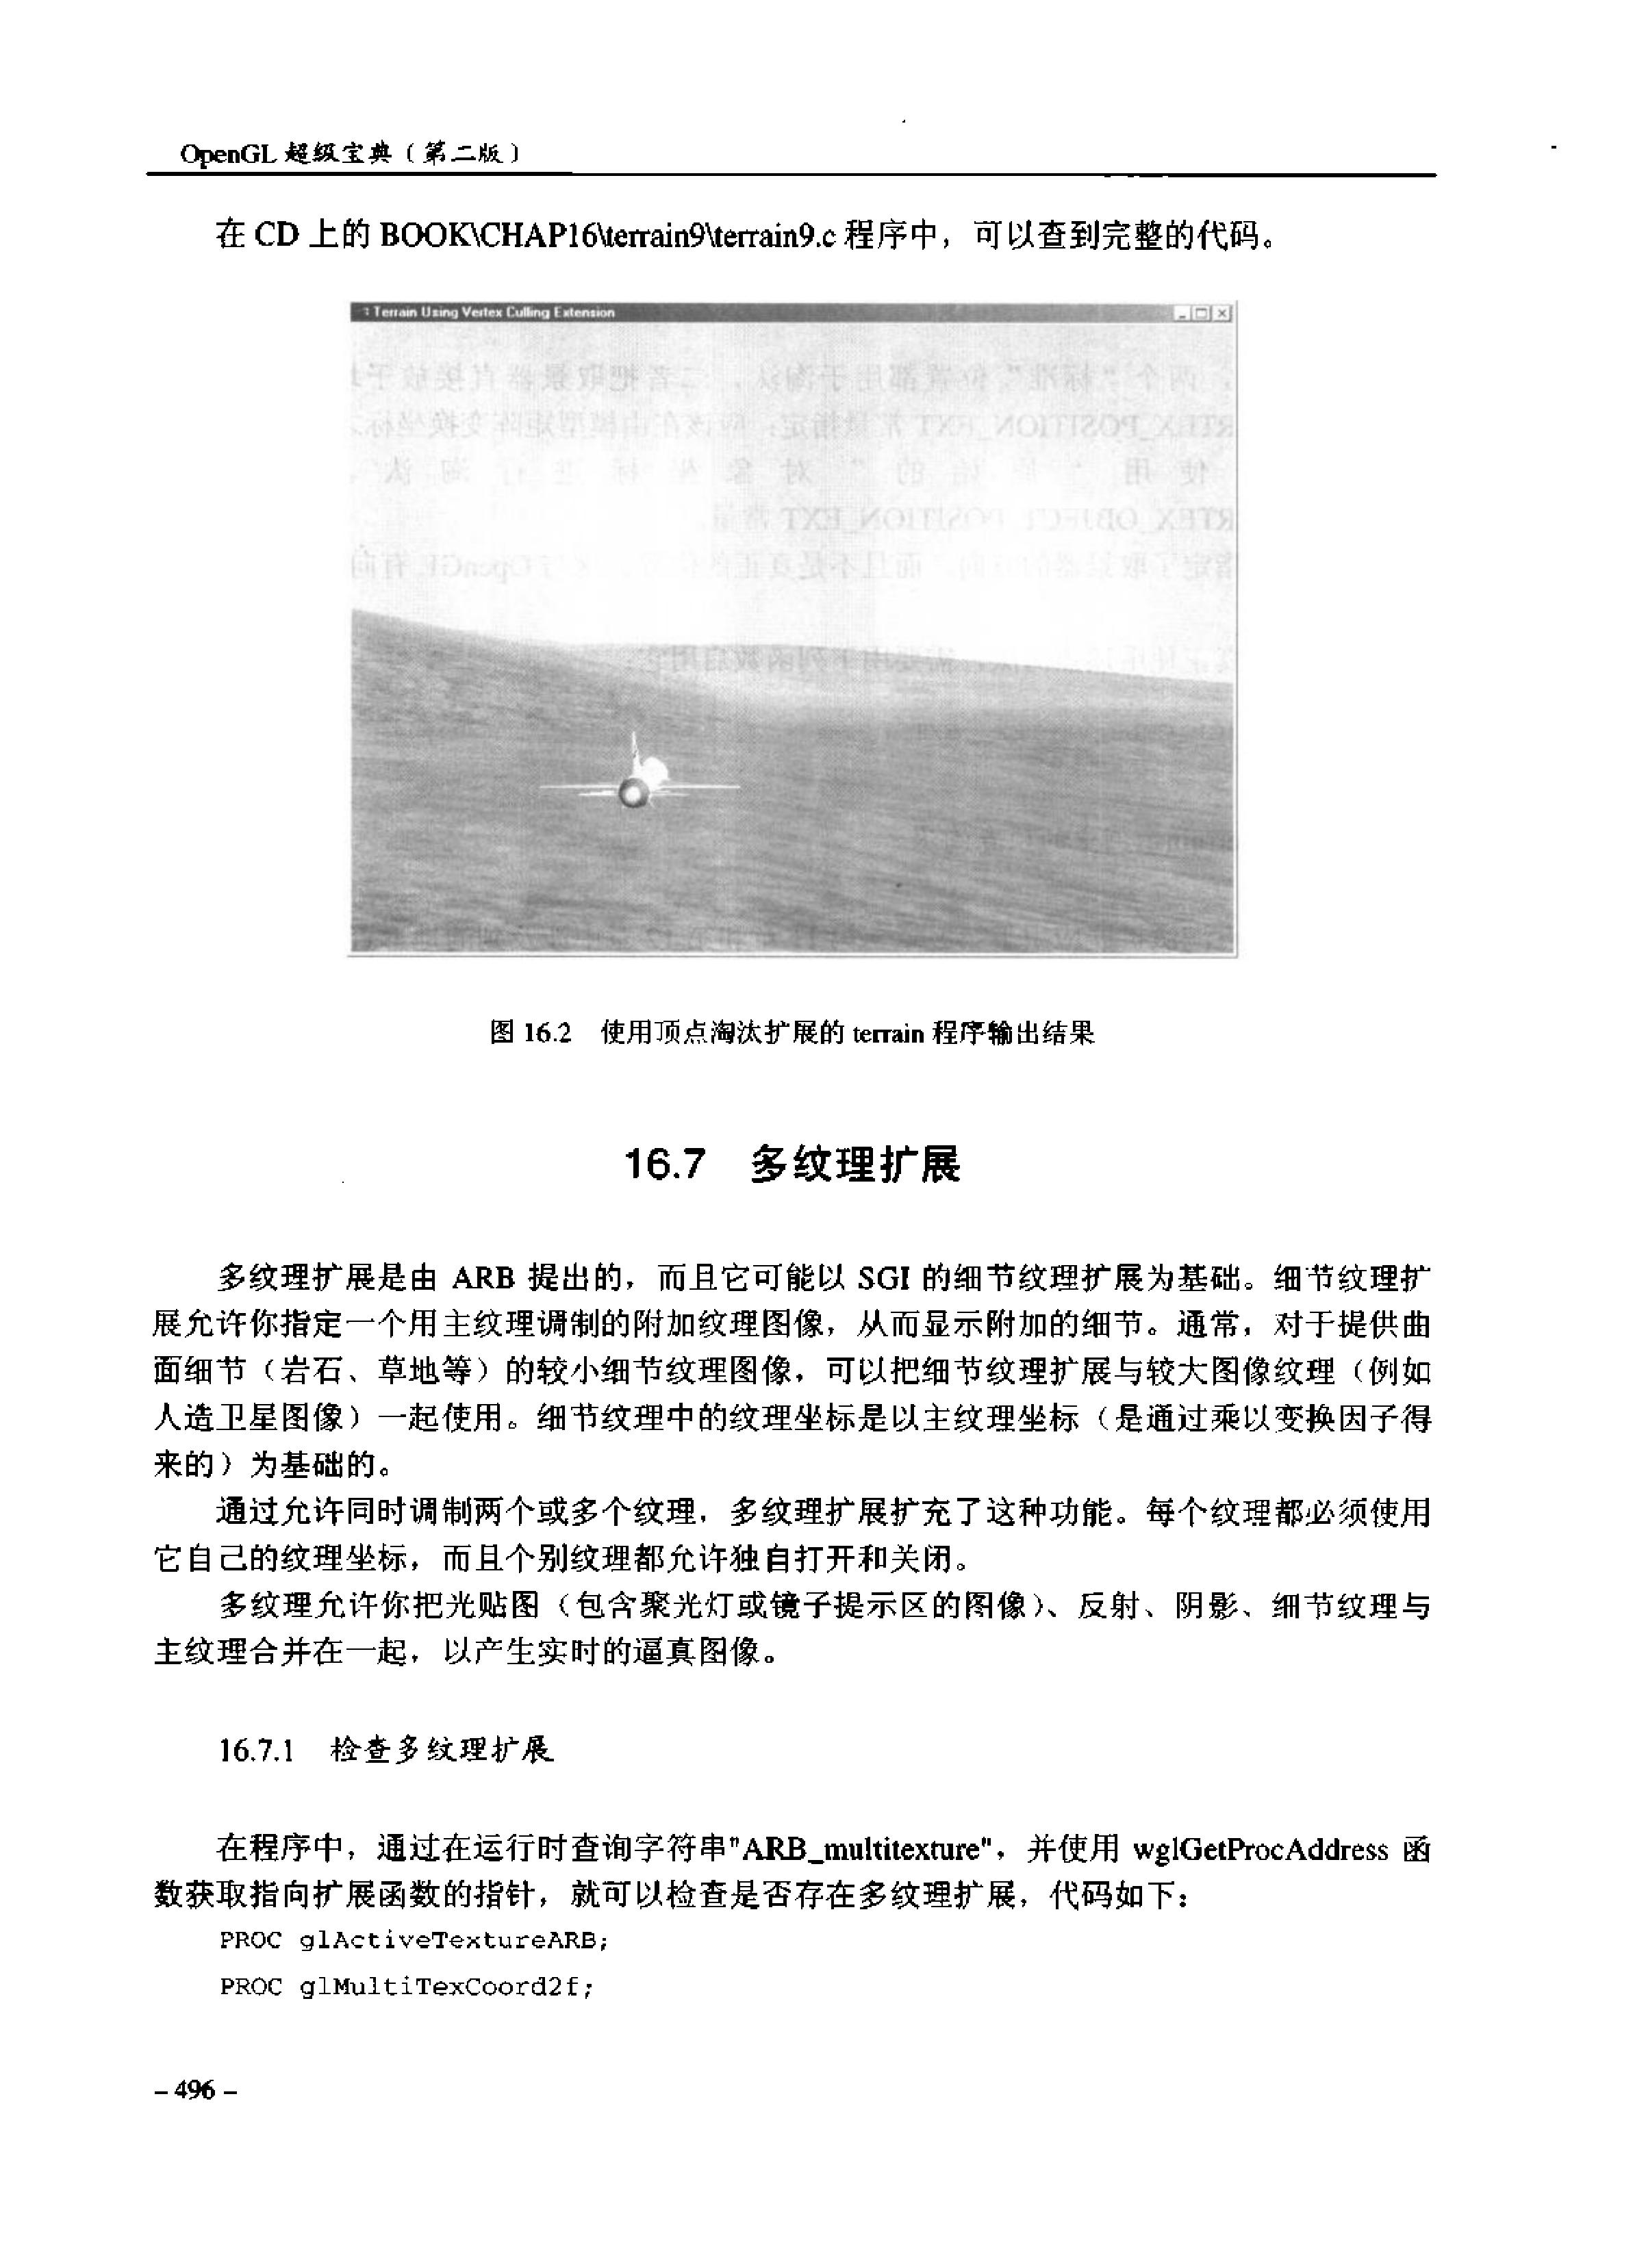 OpenGL 超级宝典（第二版）
在 CD 上的 BOOK\CHAP16\terrain9\terrain9.c 程序中，可以查到完整的代码。
Terrain Using Vertex Culling Extension
图 16.2 使用顶点淘汰扩展的 terrain 程序输出结果
16.7 多纹理扩展
多纹理扩展是由 ARB 提出的，而且它可能以 SGI 的细节纹理扩展为基础。细节纹理扩
展允许你指定一个用主纹理调制的附加纹理图像，从而显示附加的细节。通常，对于提供曲
面细节（岩石、草地等）的较小细节纹理图像，可以把细节纹理扩展与较大图像纹理（例如
人造卫星图像）一起使用。细节纹理中的纹理坐标是以主纹理坐标（是通过乘以变换因子得
来的）为基础的。
通过允许同时调制两个或多个纹理，多纹理扩展扩充了这种功能。每个纹理都必须使用
它自己的纹理坐标，而且个别纹理都允许独自打开和关闭。
多纹理允许你把光贴图（包含聚光灯或镜子提示区的图像）、反射、阴影、细节纹理与
主纹理合并在一起，以产生实时的逼真图像。
16.7.1 检查多纹理扩展
在程序中，通过在运行时查询字符串"ARB_multitexture"，并使用 wglGetProcAddress 函
数获取指向扩展函数的指针，就可以检查是否存在多纹理扩展，代码如下：
PROC glActiveTextureARB;
PROC glMultiTexCoord2f;
– 496 –